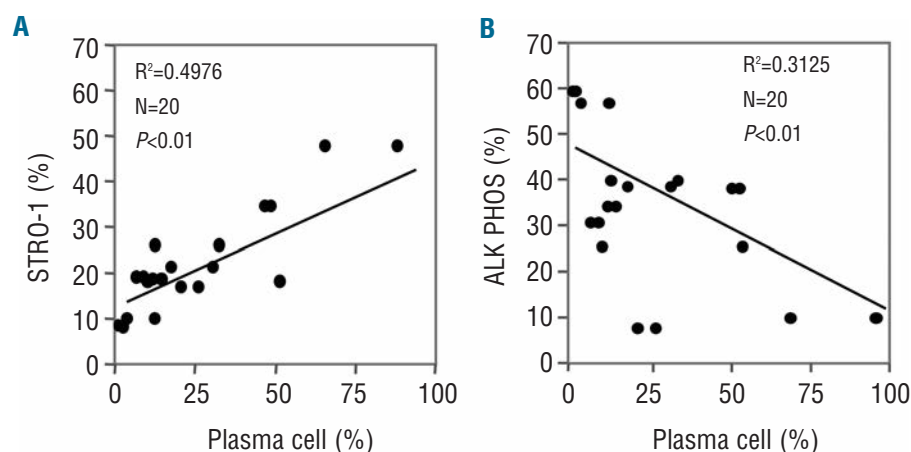 A
70
60
50
40
30
20
10
0
STRO-1 (%)
R²=0.4976
N=20
P<0.01
0 25 50 75 100
Plasma cell (%)
B
70
60
50
40
30
20
10
0
ALK PHOS (%)
R²=0.3125
N=20
P<0.01
0 25 50 75 100
Plasma cell (%)